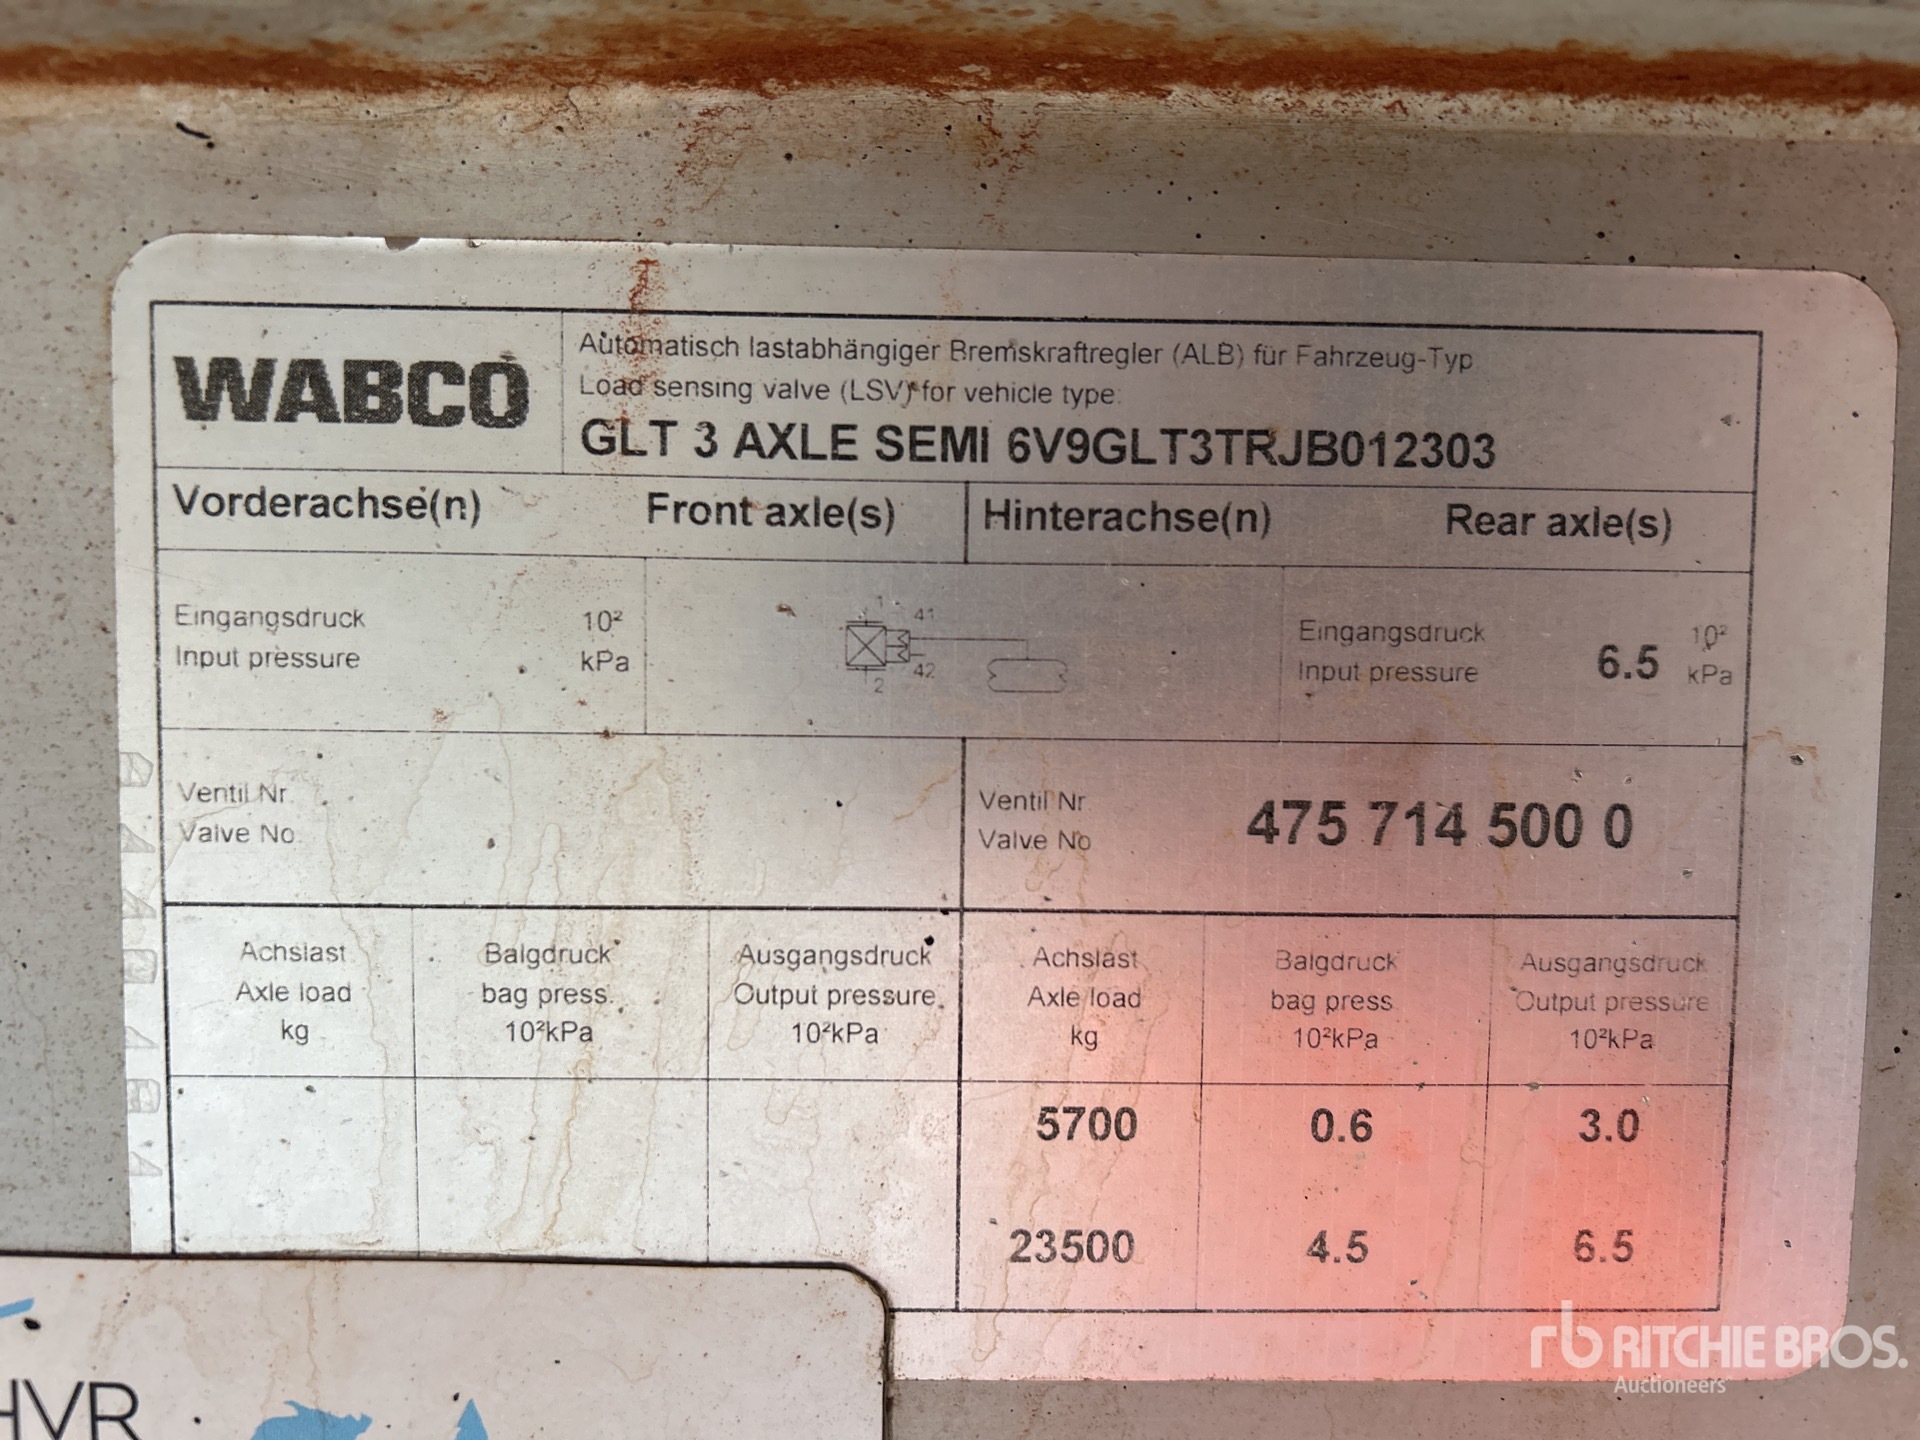 WABCO
Automatisch lastabhängiger Bremskraftregler (ALB) für Fahrzeug-Typ
Load sensing valve (LSV) for vehicle type:
GLT 3 AXLE SEMI 6V9GLT3TRJB012303
Vorderachse(n) Front axle(s) Hinterachse(n) Rear axle(s)
Eingangsdruck 10²
Input pressure kPa
1 41
42
2
Eingangsdruck 10²
Input pressure 6.5 kPa
Ventil Nr.
Valve No.
Ventil Nr.
Valve No.
475 714 500 0
Achslast
Axle load
kg
Balgdruck
bag press.
10²kPa
Ausgangsdruck
Output pressure
10²kPa
Achslast
Axle load
kg
Balgdruck
bag press.
10²kPa
Ausgangsdruck
Output pressure
10²kPa
5700 0.6 3.0
23500 4.5 6.5
HVR
rb RITCHIE BROS.
Auctioneers